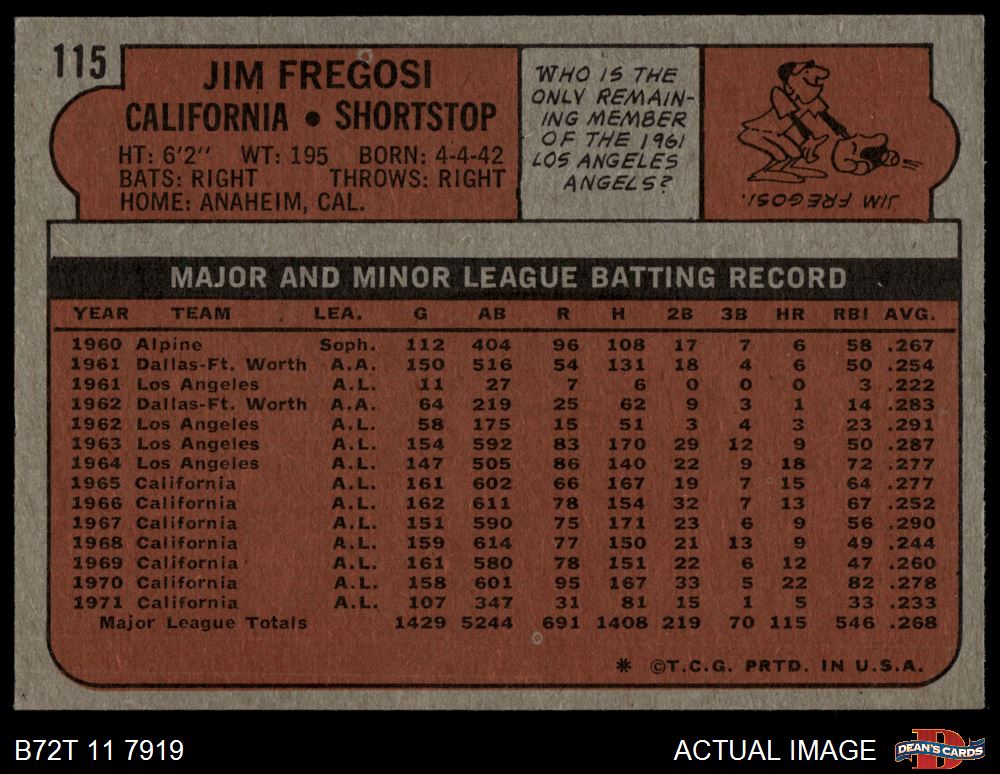 115
JIM FREGOSI
CALIFORNIA • SHORTSTOP
HT: 6'2" WT: 195 BORN: 4-4-42
BATS: RIGHT THROWS: RIGHT
HOME: ANAHEIM, CAL.
WHO IS THE
ONLY REMAIN-
ING MEMBER
OF THE 1961
LOS ANGELES
ANGELS?
JIM FREGOSI.
MAJOR AND MINOR LEAGUE BATTING RECORD
YEAR TEAM LEA. G AB R H 2B 3B HR RBI AVG.
1960 Alpine Soph. 112 404 96 108 17 7 6 58 .267
1961 Dallas-Ft. Worth A.A. 150 516 54 131 18 4 6 50 .254
1961 Los Angeles A.L. 11 27 7 6 0 0 0 3 .222
1962 Dallas-Ft. Worth A.A. 64 219 25 62 9 3 1 14 .283
1962 Los Angeles A.L. 58 175 15 51 3 4 3 23 .291
1963 Los Angeles A.L. 154 592 83 170 29 12 9 50 .287
1964 Los Angeles A.L. 147 505 86 140 22 9 18 72 .277
1965 California A.L. 161 602 66 167 19 7 15 64 .277
1966 California A.L. 162 611 78 154 32 7 13 67 .252
1967 California A.L. 151 590 75 171 23 6 9 56 .290
1968 California A.L. 159 614 77 150 21 13 9 49 .244
1969 California A.L. 161 580 78 151 22 6 12 47 .260
1970 California A.L. 158 601 95 167 33 5 22 82 .278
1971 California A.L. 107 347 31 81 15 1 5 33 .233
Major League Totals 1429 5244 691 1408 219 70 115 546 .268
* ©T.C.G. PRTD. IN U.S.A.
B72T 11 7919
ACTUAL IMAGE
D
DEAN'S CARDS